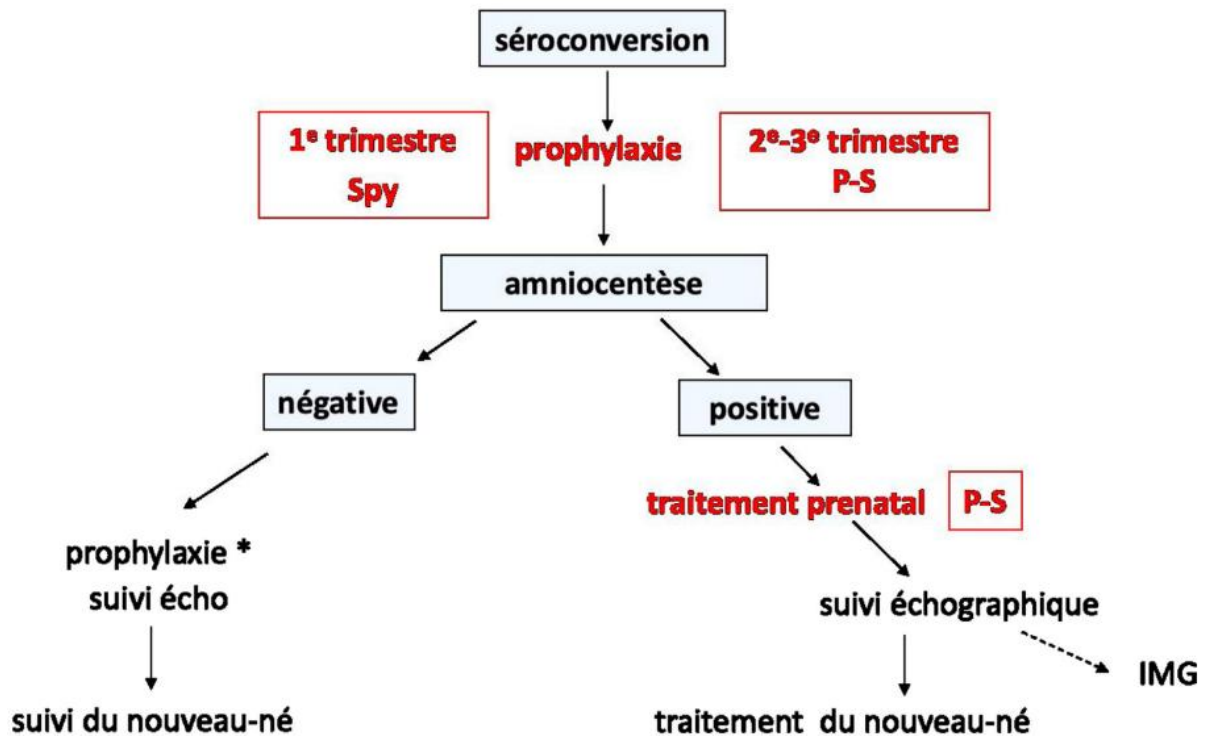 séroconversion
1e trimestre
Spy
prophylaxie
2e-3e trimestre
P-S
amniocentèse
négative
positive
traitement prenatal
P-S
prophylaxie *
suivi écho
suivi échographique
IMG
suivi du nouveau-né
traitement du nouveau-né